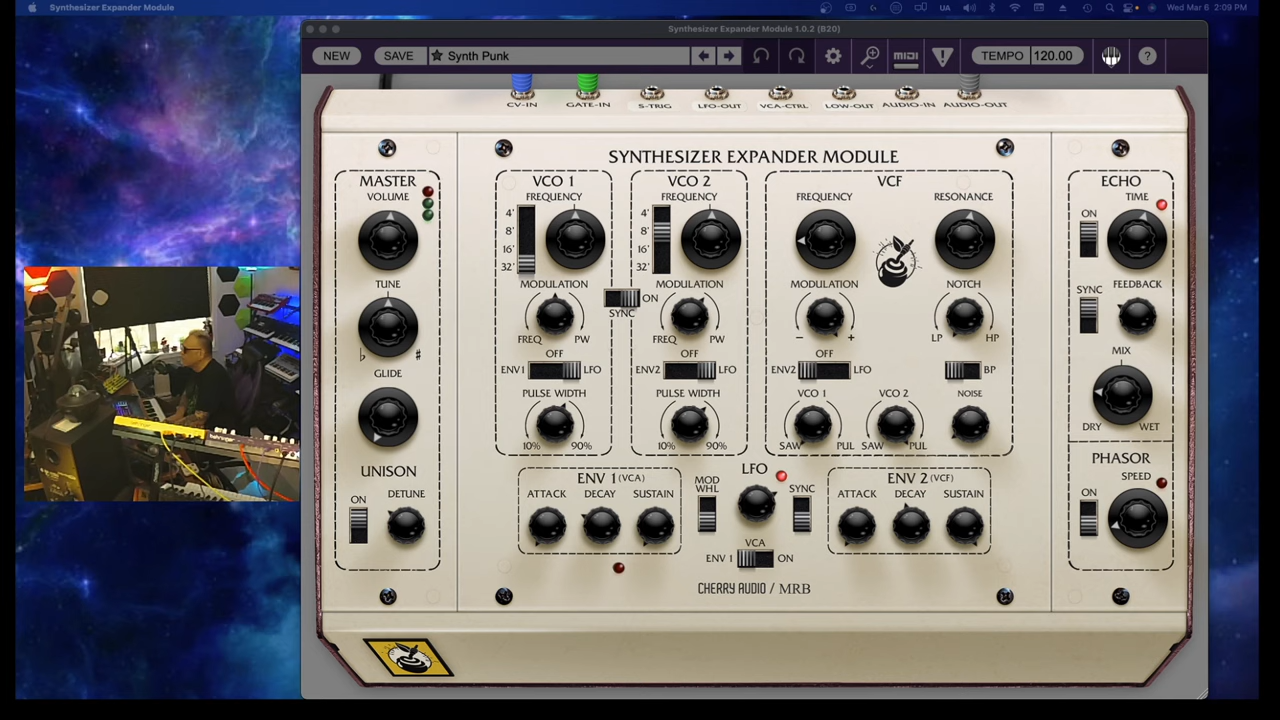 Synthesizer Expander Module
UA
Wed Mar 6 2:09 PM
Synthesizer Expander Module 1.0.2 (B20)
NEW SAVE Synth Punk MIDI TEMPO 120.00 ?
CV-IN GATE-IN S-TRIG LFO-OUT VCA-CTRL LOW-OUT AUDIO-IN AUDIO-OUT
SYNTHESIZER EXPANDER MODULE
MASTER VCO 1 VCO 2 VCF ECHO
VOLUME FREQUENCY FREQUENCY FREQUENCY RESONANCE TIME
4' 4' ON
8' 8'
16' 16'
32' 32'
TUNE MODULATION MODULATION MODULATION NOTCH SYNC FEEDBACK
ON
SYNC
FREQ PW FREQ PW - + LP HP
♭ ♯
OFF OFF OFF MIX
GLIDE ENV1 LFO ENV2 LFO ENV2 LFO BP
PULSE WIDTH PULSE WIDTH VCO 1 VCO 2 NOISE
10% 90% 10% 90% SAW PUL SAW PUL DRY WET
UNISON ENV 1 (VCA) LFO ENV 2 (VCF) PHASOR
ON DETUNE ATTACK DECAY SUSTAIN MOD WHL SYNC ATTACK DECAY SUSTAIN ON SPEED
VCA
ENV 1 ON
CHERRY AUDIO / MRB
behringer